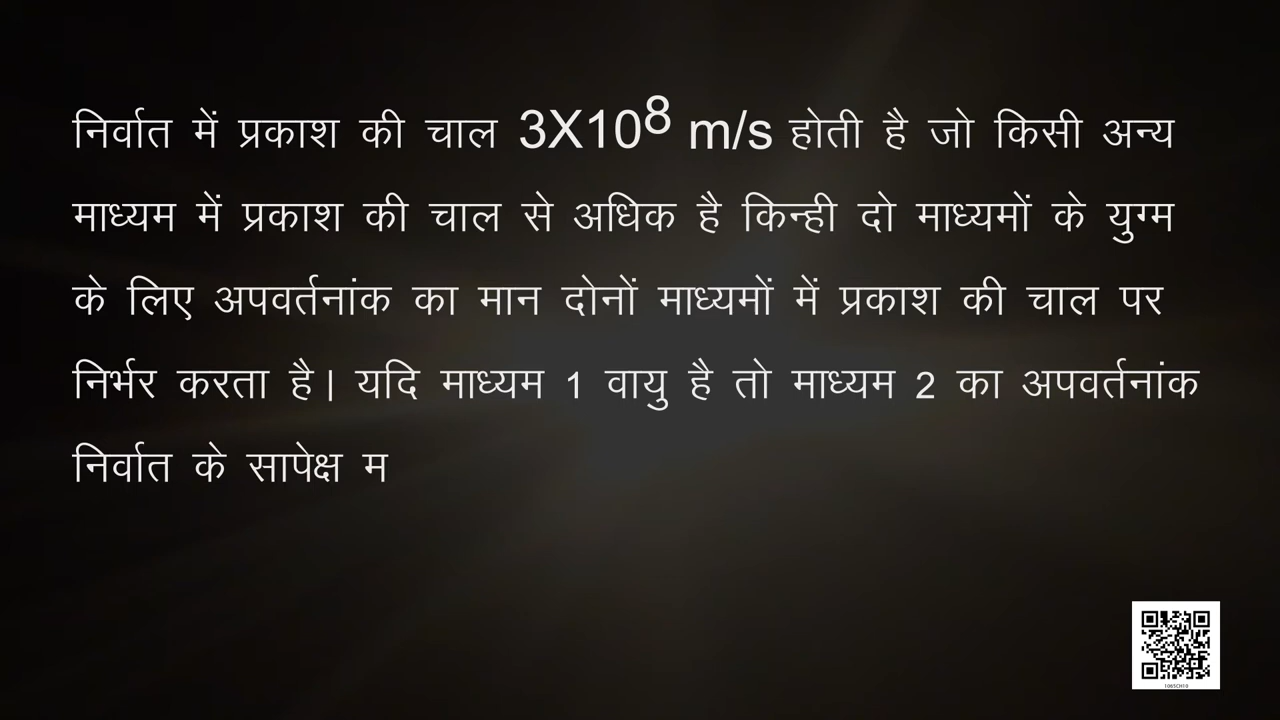 निर्वात में प्रकाश की चाल 3X10⁸ m/s होती है जो किसी अन्य
माध्यम में प्रकाश की चाल से अधिक है किन्ही दो माध्यमों के युग्म
के लिए अपवर्तनांक का मान दोनों माध्यमों में प्रकाश की चाल पर
निर्भर करता है। यदि माध्यम 1 वायु है तो माध्यम 2 का अपवर्तनांक
निर्वात के सापेक्ष म
1065CH10